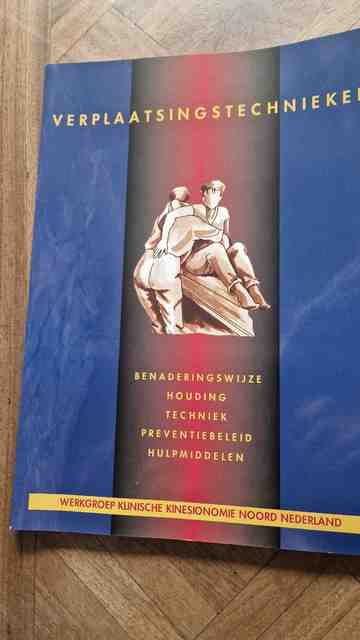 VERPLAATSINGSTECHNIEKEN
BENADERINGSWIJZE
HOUDING
TECHNIEK
PREVENTIEBELEID
HULPMIDDELEN
WERKGROEP KLINISCHE KINESIONOMIE NOORD NEDERLAND